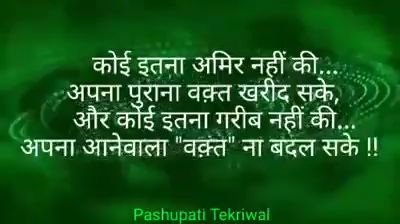 कोई इतना अमिर नहीं की...
अपना पुराना वक़्त खरीद सके,
और कोई इतना गरीब नहीं की...
अपना आनेवाला "वक़्त" ना बदल सके !!
Pashupati Tekriwal